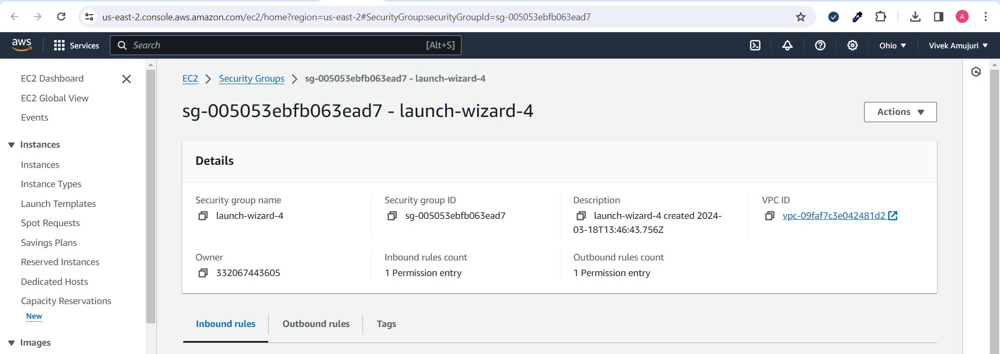 us-east-2.console.aws.amazon.com/ec2/home?region=us-east-2#SecurityGroup:securityGroupId=sg-005053ebfb063ead7
A
aws
Services
Search
[Alt+S]
Ohio
Vivek Amujuri
EC2 Dashboard
EC2 Global View
Events
Instances
Instances
Instance Types
Launch Templates
Spot Requests
Savings Plans
Reserved Instances
Dedicated Hosts
Capacity Reservations
New
Images
EC2 > Security Groups > sg-005053ebfb063ead7 - launch-wizard-4
sg-005053ebfb063ead7 - launch-wizard-4
Actions
Details
Security group name
launch-wizard-4
Security group ID
sg-005053ebfb063ead7
Description
launch-wizard-4 created 2024-
03-18T13:46:43.756Z
VPC ID
vpc-09faf7c3e042481d2
Owner
332067443605
Inbound rules count
1 Permission entry
Outbound rules count
1 Permission entry
Inbound rules
Outbound rules
Tags